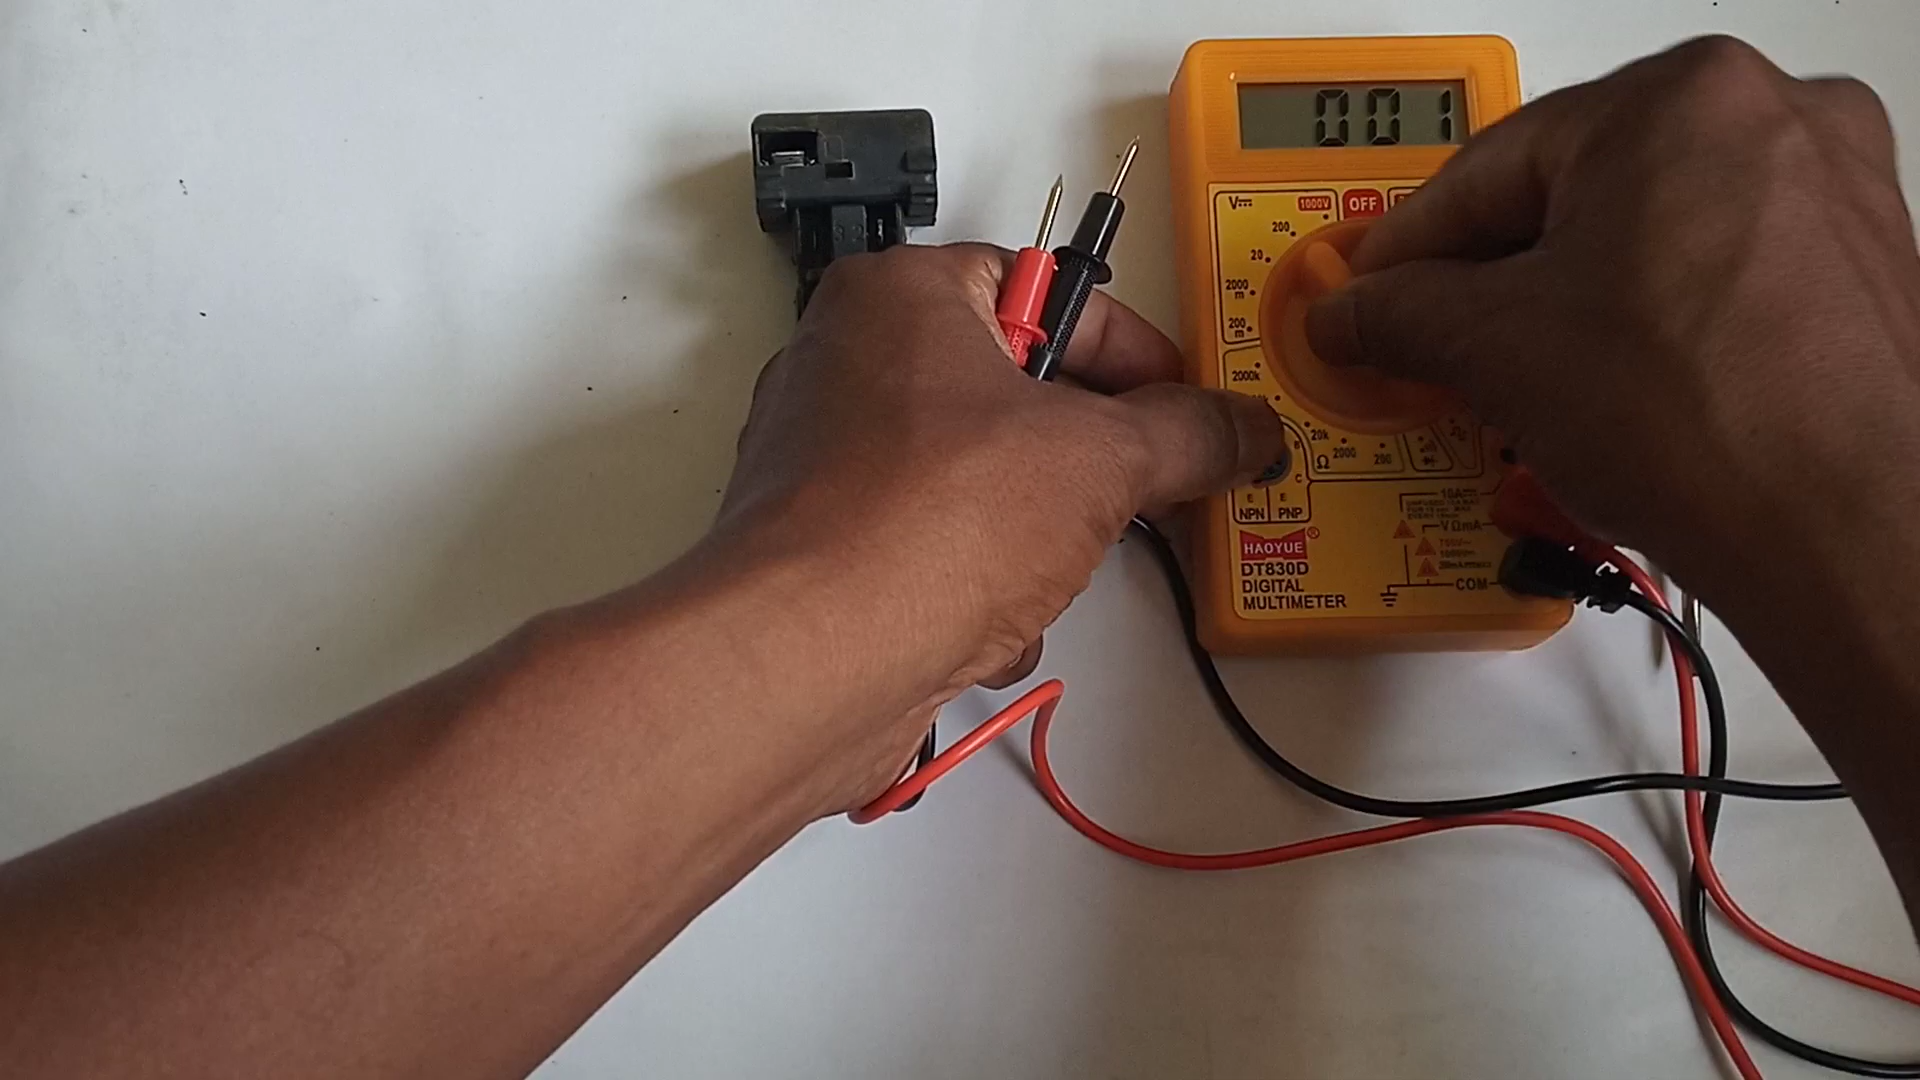 001
V 1000V OFF
200
20
2000
m
200
m
2000k
20k
Ω 2000 200
B
C
E E
NPN PNP
10A
VΩmA
COM
HAOYUE ®
DT830D
DIGITAL
MULTIMETER